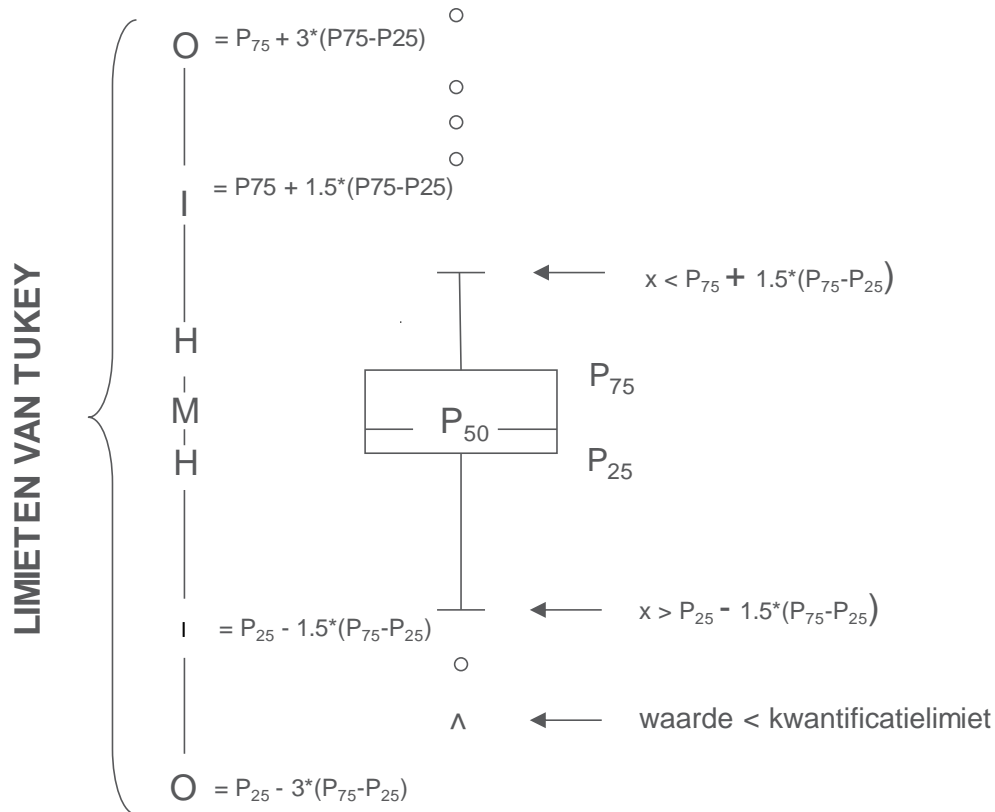 LIMIETEN VAN TUKEY
O = P75 + 3*(P75-P25)
I = P75 + 1.5*(P75-P25)
x < P75 + 1.5*(P75-P25)
H
P75
M
P50
H
P25
x > P25 - 1.5*(P75-P25)
I = P25 - 1.5*(P75-P25)
^ waarde < kwantificatielimiet
O = P25 - 3*(P75-P25)